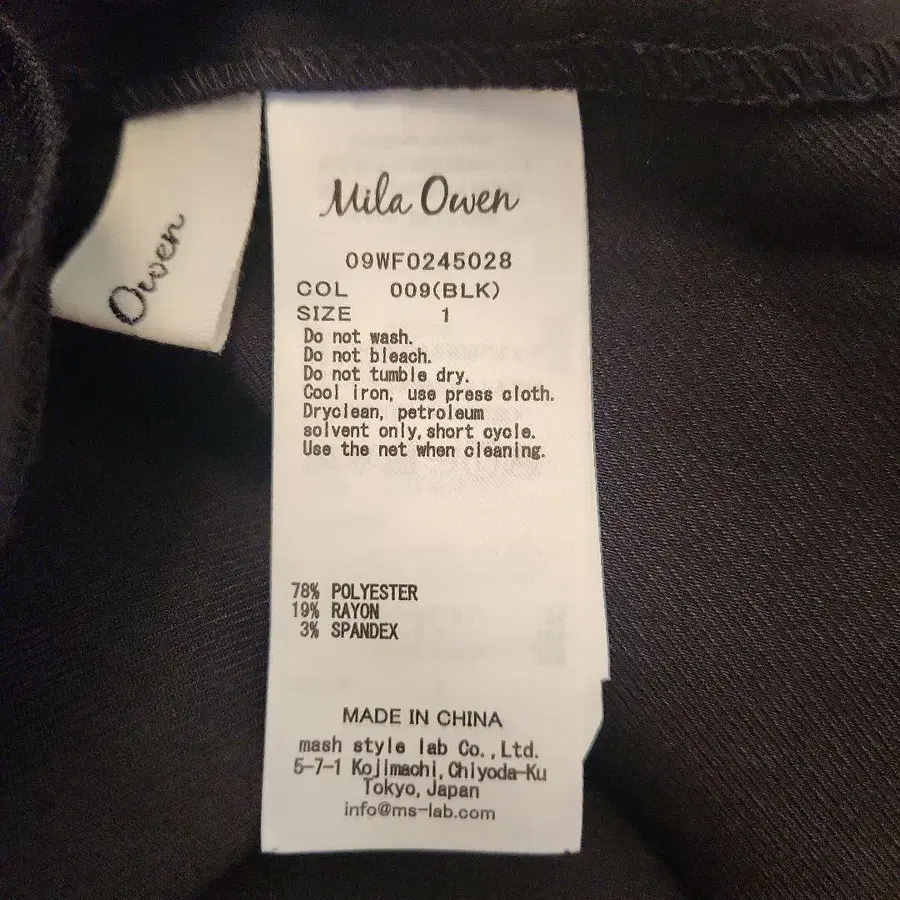 Mila Owen
Owen
09WF0245028
COL 009(BLK)
SIZE 1
Do not wash.
Do not bleach.
Do not tumble dry.
Cool iron, use press cloth.
Dryclean, petroleum
solvent only,short cycle.
Use the net when cleaning.
78% POLYESTER
19% RAYON
3% SPANDEX
MADE IN CHINA
mash style lab Co.,Ltd.
5-7-1 Kojimachi,Chiyoda-Ku
Tokyo,Japan
info@ms-lab.com